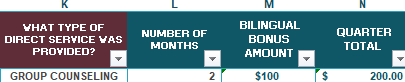 K L M N
WHAT TYPE OF DIRECT SERVICE WAS PROVIDED? NUMBER OF MONTHS BILINGUAL BONUS AMOUNT QUARTER TOTAL
GROUP COUNSELING 2 $100 $ 200.00